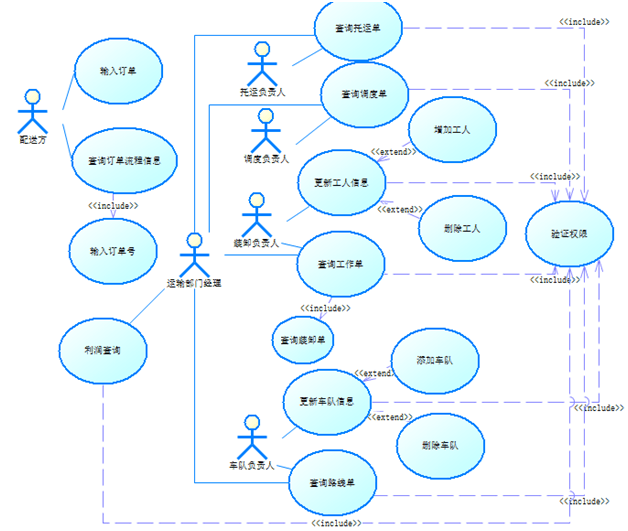 查询托运单
<<include>>
托运负责人
输入订单
配送方
查询调度单
<<include>>
调度负责人
增加工人
<<extend>>
查询订单流程信息
<<include>>
更新工人信息
<<include>>
<<extend>>
删除工人
验证权限
装卸负责人
输入订单号
运输部门经理
查询工作单
<<include>>
<<include>>
查询装卸单
利润查询
添加车队
<<extend>>
更新车队信息
<<include>>
<<extend>>
删除车队
车队负责人
查询路线单
<<include>>
<<include>>